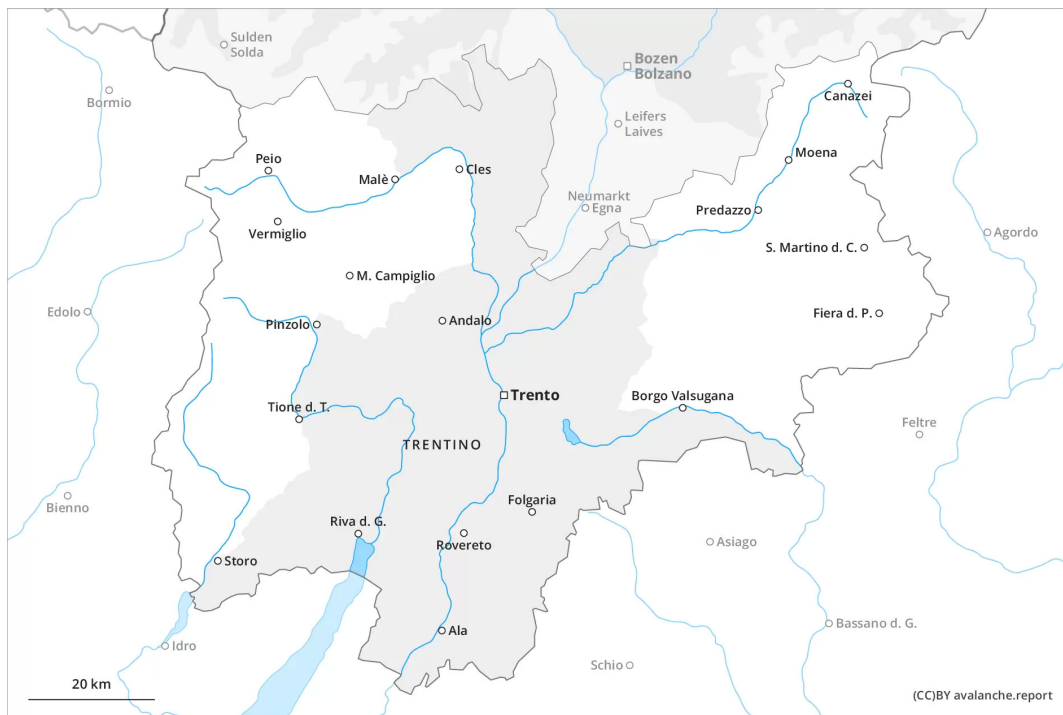 Sulden
Solda
Bozen
Bolzano
Bormio
Canazei
Leifers
Laives
Moena
Peio
Malè
Cles
Neumarkt
Egna
Predazzo
Vermiglio
Agordo
S. Martino d. C.
M. Campiglio
Edolo
Pinzolo
Andalo
Fiera d. P.
Trento
Borgo Valsugana
Tione d. T.
Feltre
TRENTINO
Bienno
Folgaria
Riva d. G.
Rovereto
Asiago
Storo
Ala
Bassano d. G.
Idro
Schio
20 km
(CC)BY avalanche.report